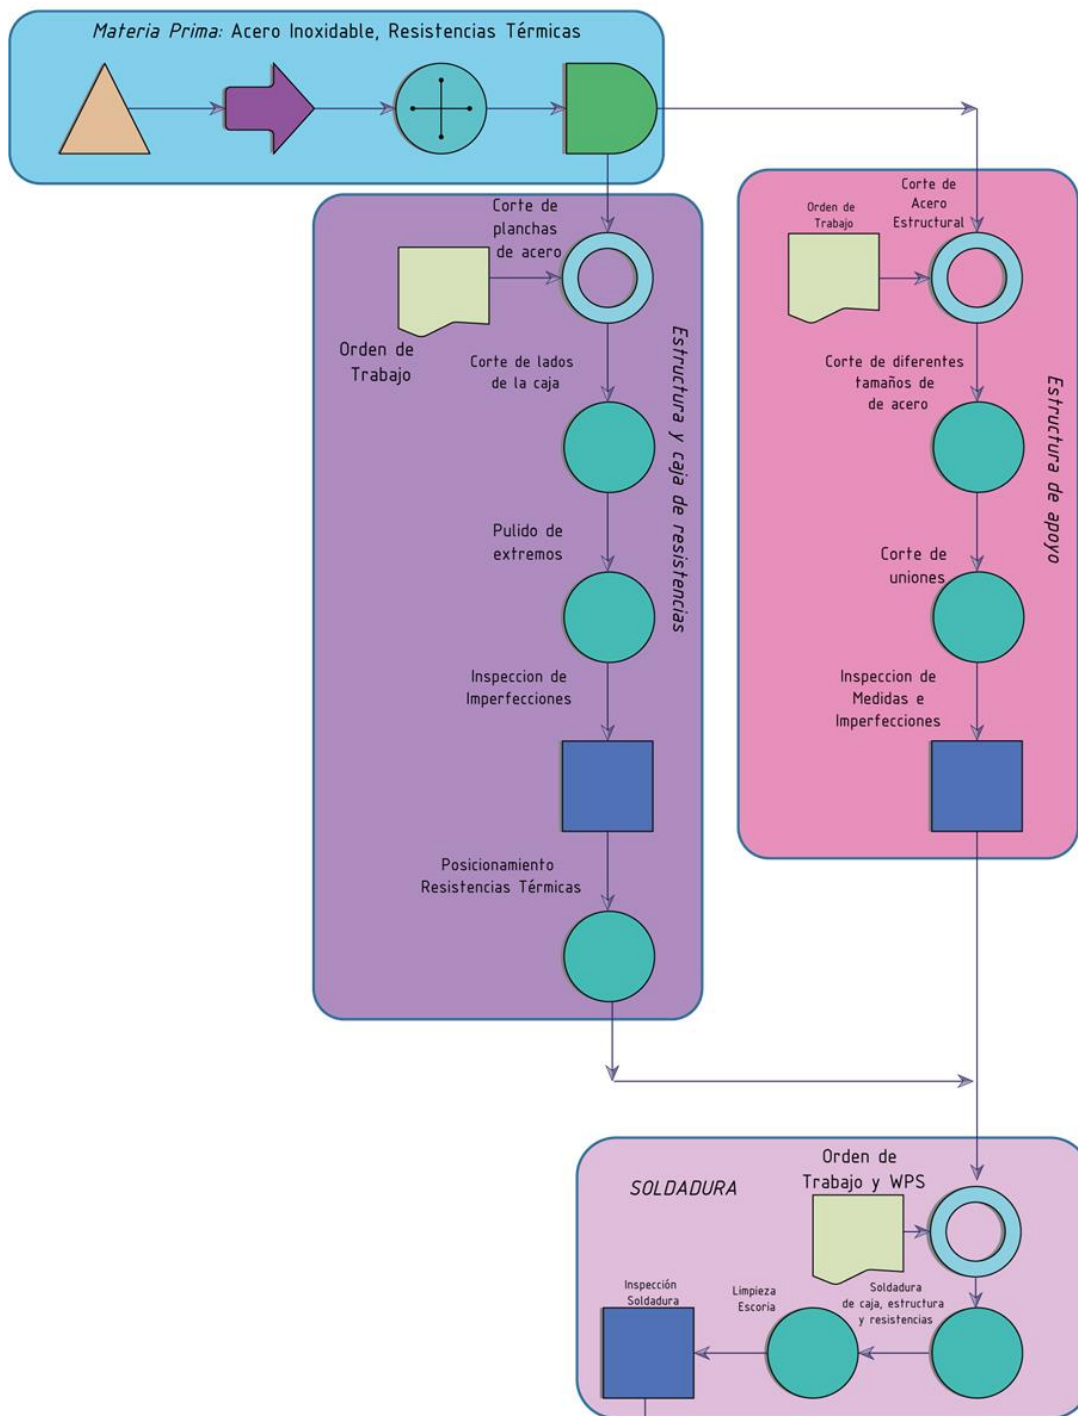 Materia Prima: Acero Inoxidable, Resistencias Térmicas
Corte de
planchas
de acero
Orden de
Trabajo
Corte de lados
de la caja
Pulido de
extremos
Inspeccion de
Imperfecciones
Posicionamiento
Resistencias Térmicas
Estructura y caja de resistencias
Corte de
Acero
Estructural
Orden de
Trabajo
Corte de diferentes
tamaños de
de acero
Corte de
uniones
Inspeccion de
Medidas e
Imperfecciones
Estructura de apoyo
SOLDADURA
Orden de
Trabajo y WPS
Soldadura
de caja, estructura
y resistencias
Limpieza
Escoria
Inspección
Soldadura